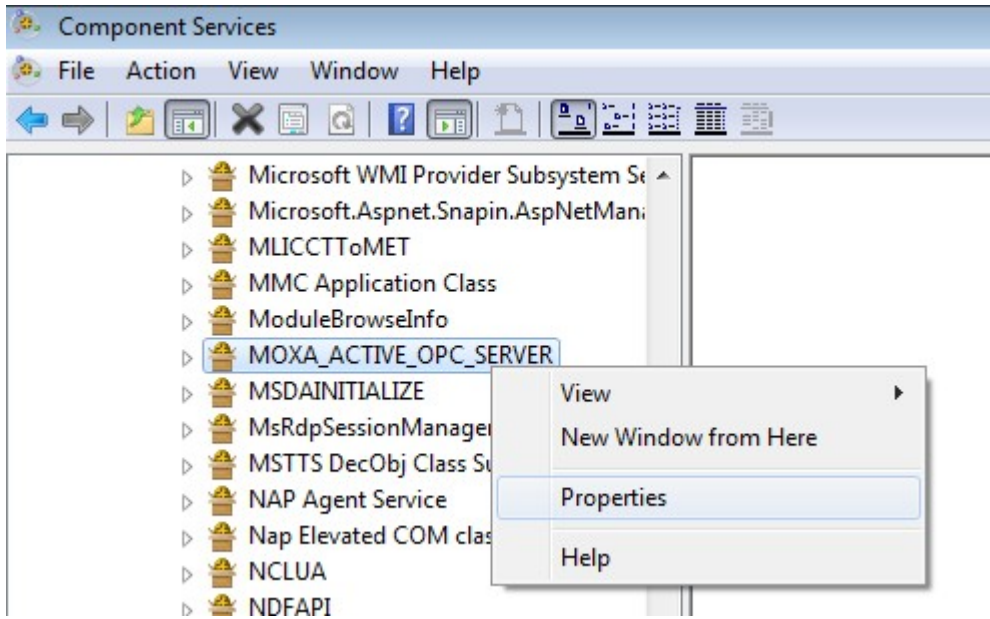 Component Services
File Action View Window Help
Microsoft WMI Provider Subsystem Se
Microsoft.Aspnet.Snapin.AspNetMana
MLICCTToMET
MMC Application Class
ModuleBrowseInfo
MOXA_ACTIVE_OPC_SERVER
MSDAINITIALIZE
MsRdpSessionManager
MSTTS DecObj Class Su
NAP Agent Service
Nap Elevated COM clas
NCLUA
NDFAPI
View
New Window from Here
Properties
Help